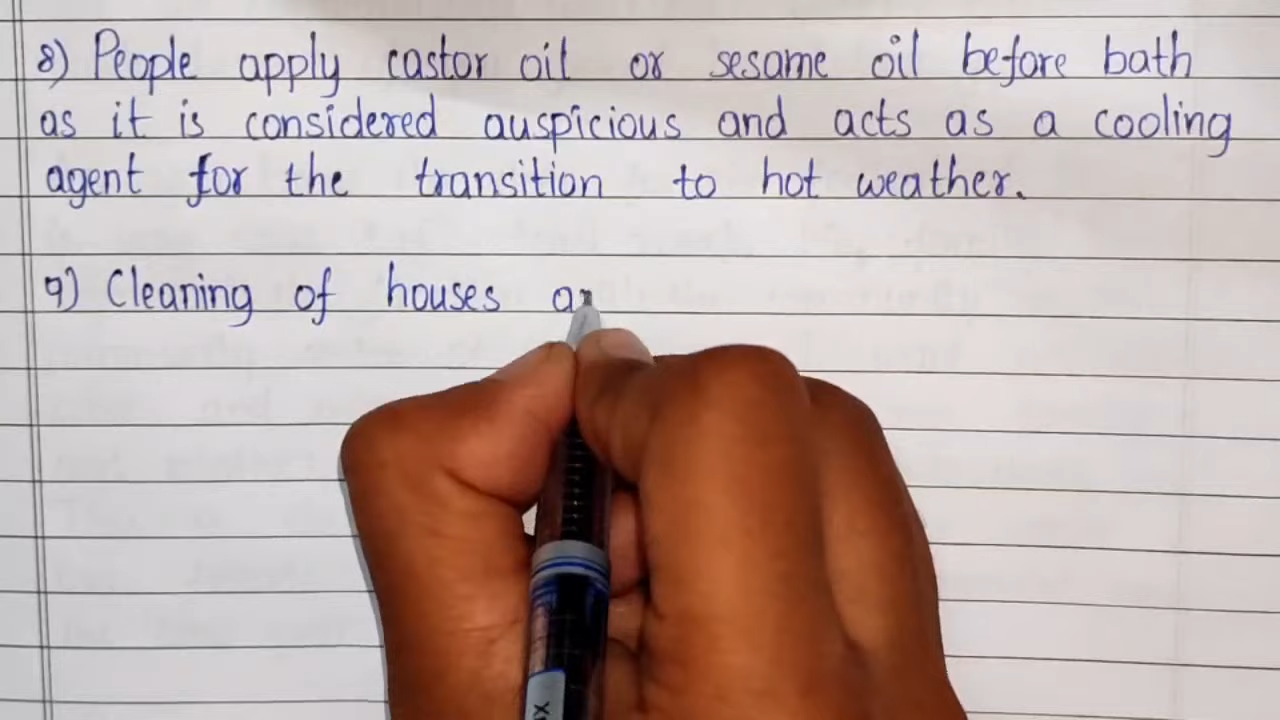 8) People apply castor oil or sesame oil before bath
as it is considered auspicious and acts as a cooling
agent for the transition to hot weather.
9) Cleaning of houses